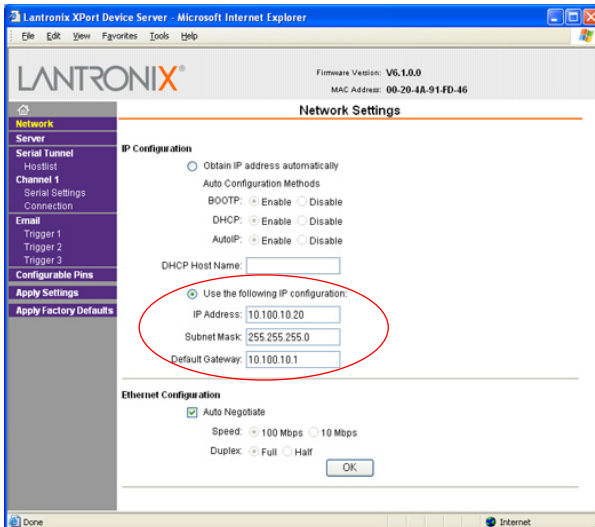 Lantronix XPort Device Server - Microsoft Internet Explorer
File Edit View Favorites Tools Help
LANTRONIX®
Firmware Version: V6.1.0.0
MAC Address: 00-20-4A-91-FD-46
Network Settings
Network
Server
Serial Tunnel
Hostlist
Channel 1
Serial Settings
Connection
Email
Trigger 1
Trigger 2
Trigger 3
Configurable Pins
Apply Settings
Apply Factory Defaults
IP Configuration
Obtain IP address automatically
Auto Configuration Methods
BOOTP: Enable Disable
DHCP: Enable Disable
AutoIP: Enable Disable
DHCP Host Name:
Use the following IP configuration:
IP Address: 10.100.10.20
Subnet Mask: 255.255.255.0
Default Gateway: 10.100.10.1
Ethernet Configuration
Auto Negotiate
Speed: 100 Mbps 10 Mbps
Duplex: Full Half
OK
Done Internet